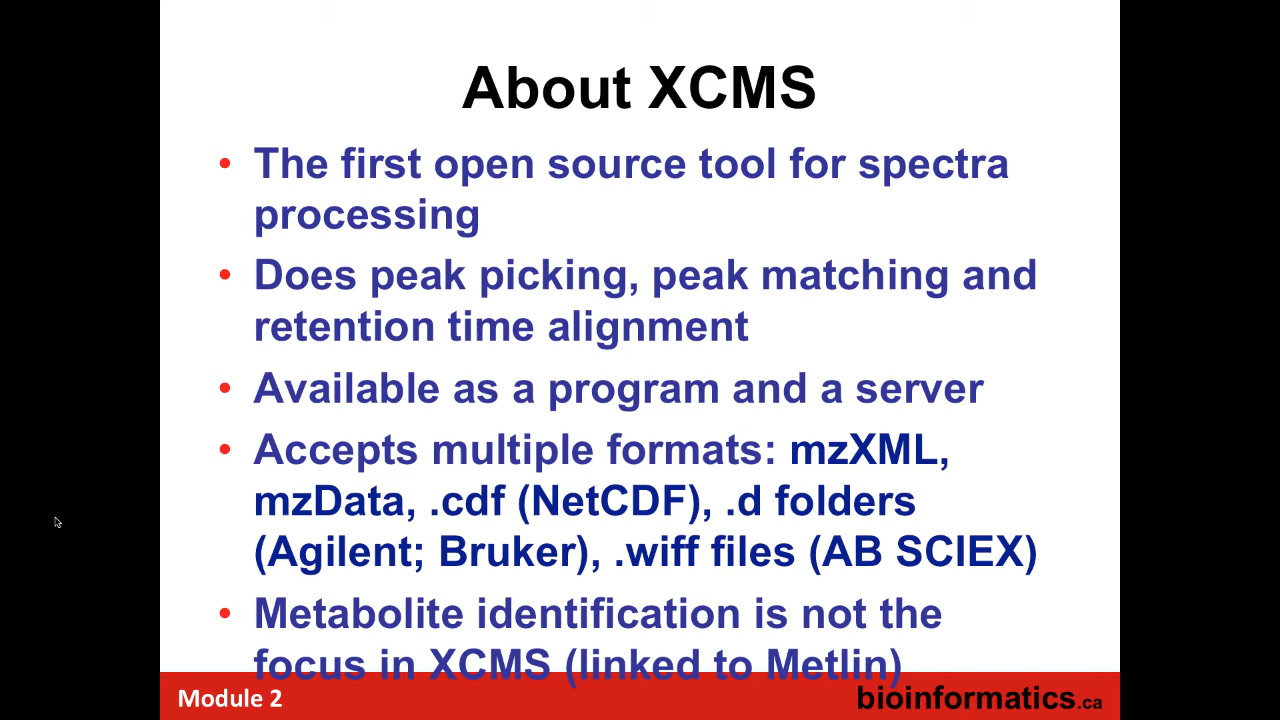 About XCMS
• The first open source tool for spectra
processing
• Does peak picking, peak matching and
retention time alignment
• Available as a program and a server
• Accepts multiple formats: mzXML,
mzData, .cdf (NetCDF), .d folders
(Agilent; Bruker), .wiff files (AB SCIEX)
• Metabolite identification is not the
focus in XCMS (linked to Metlin)
Module 2
bioinformatics.ca